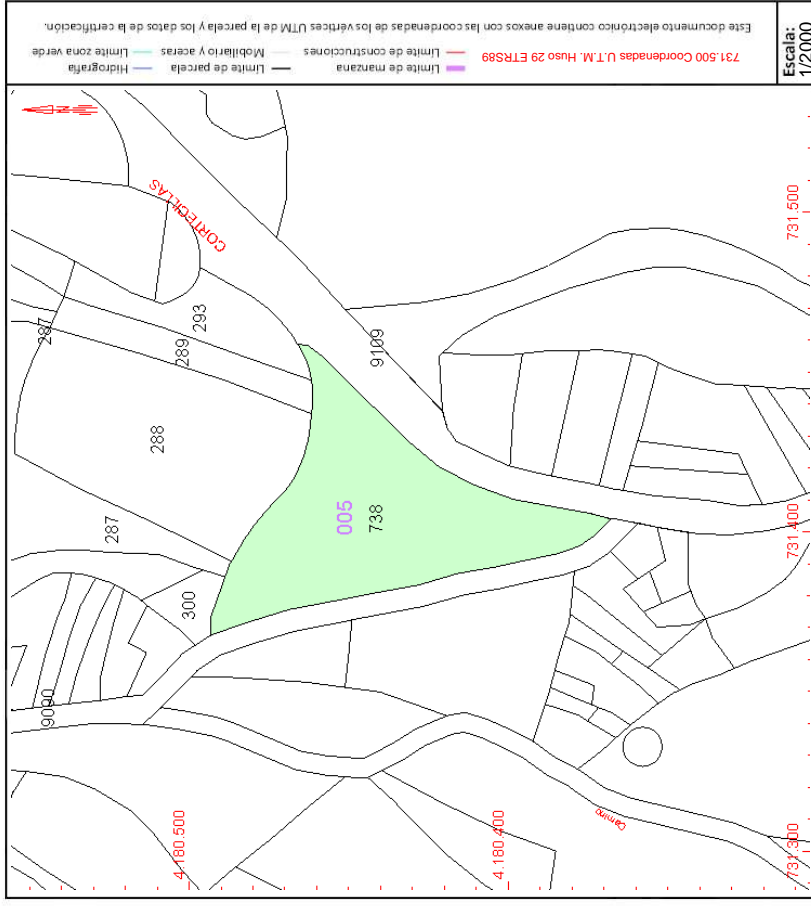 Este documento electrónico contiene anexos con las coordenadas de los vértices UTM de la parcela y los datos de la certificación.
731.500 Coordenadas U.T.M. Huso 29 ETRS89
Límite de manzana
Límite de parcela
Hidrografía
Límite de construcciones
Mobiliario y aceras
Límite zona verde
Escala:
1/2000
CORTECILLAS
287
293
289
288
9109
005
738
287
300
9090
731.500
731.400
731.300
4.180.500
4.180.400
Camino